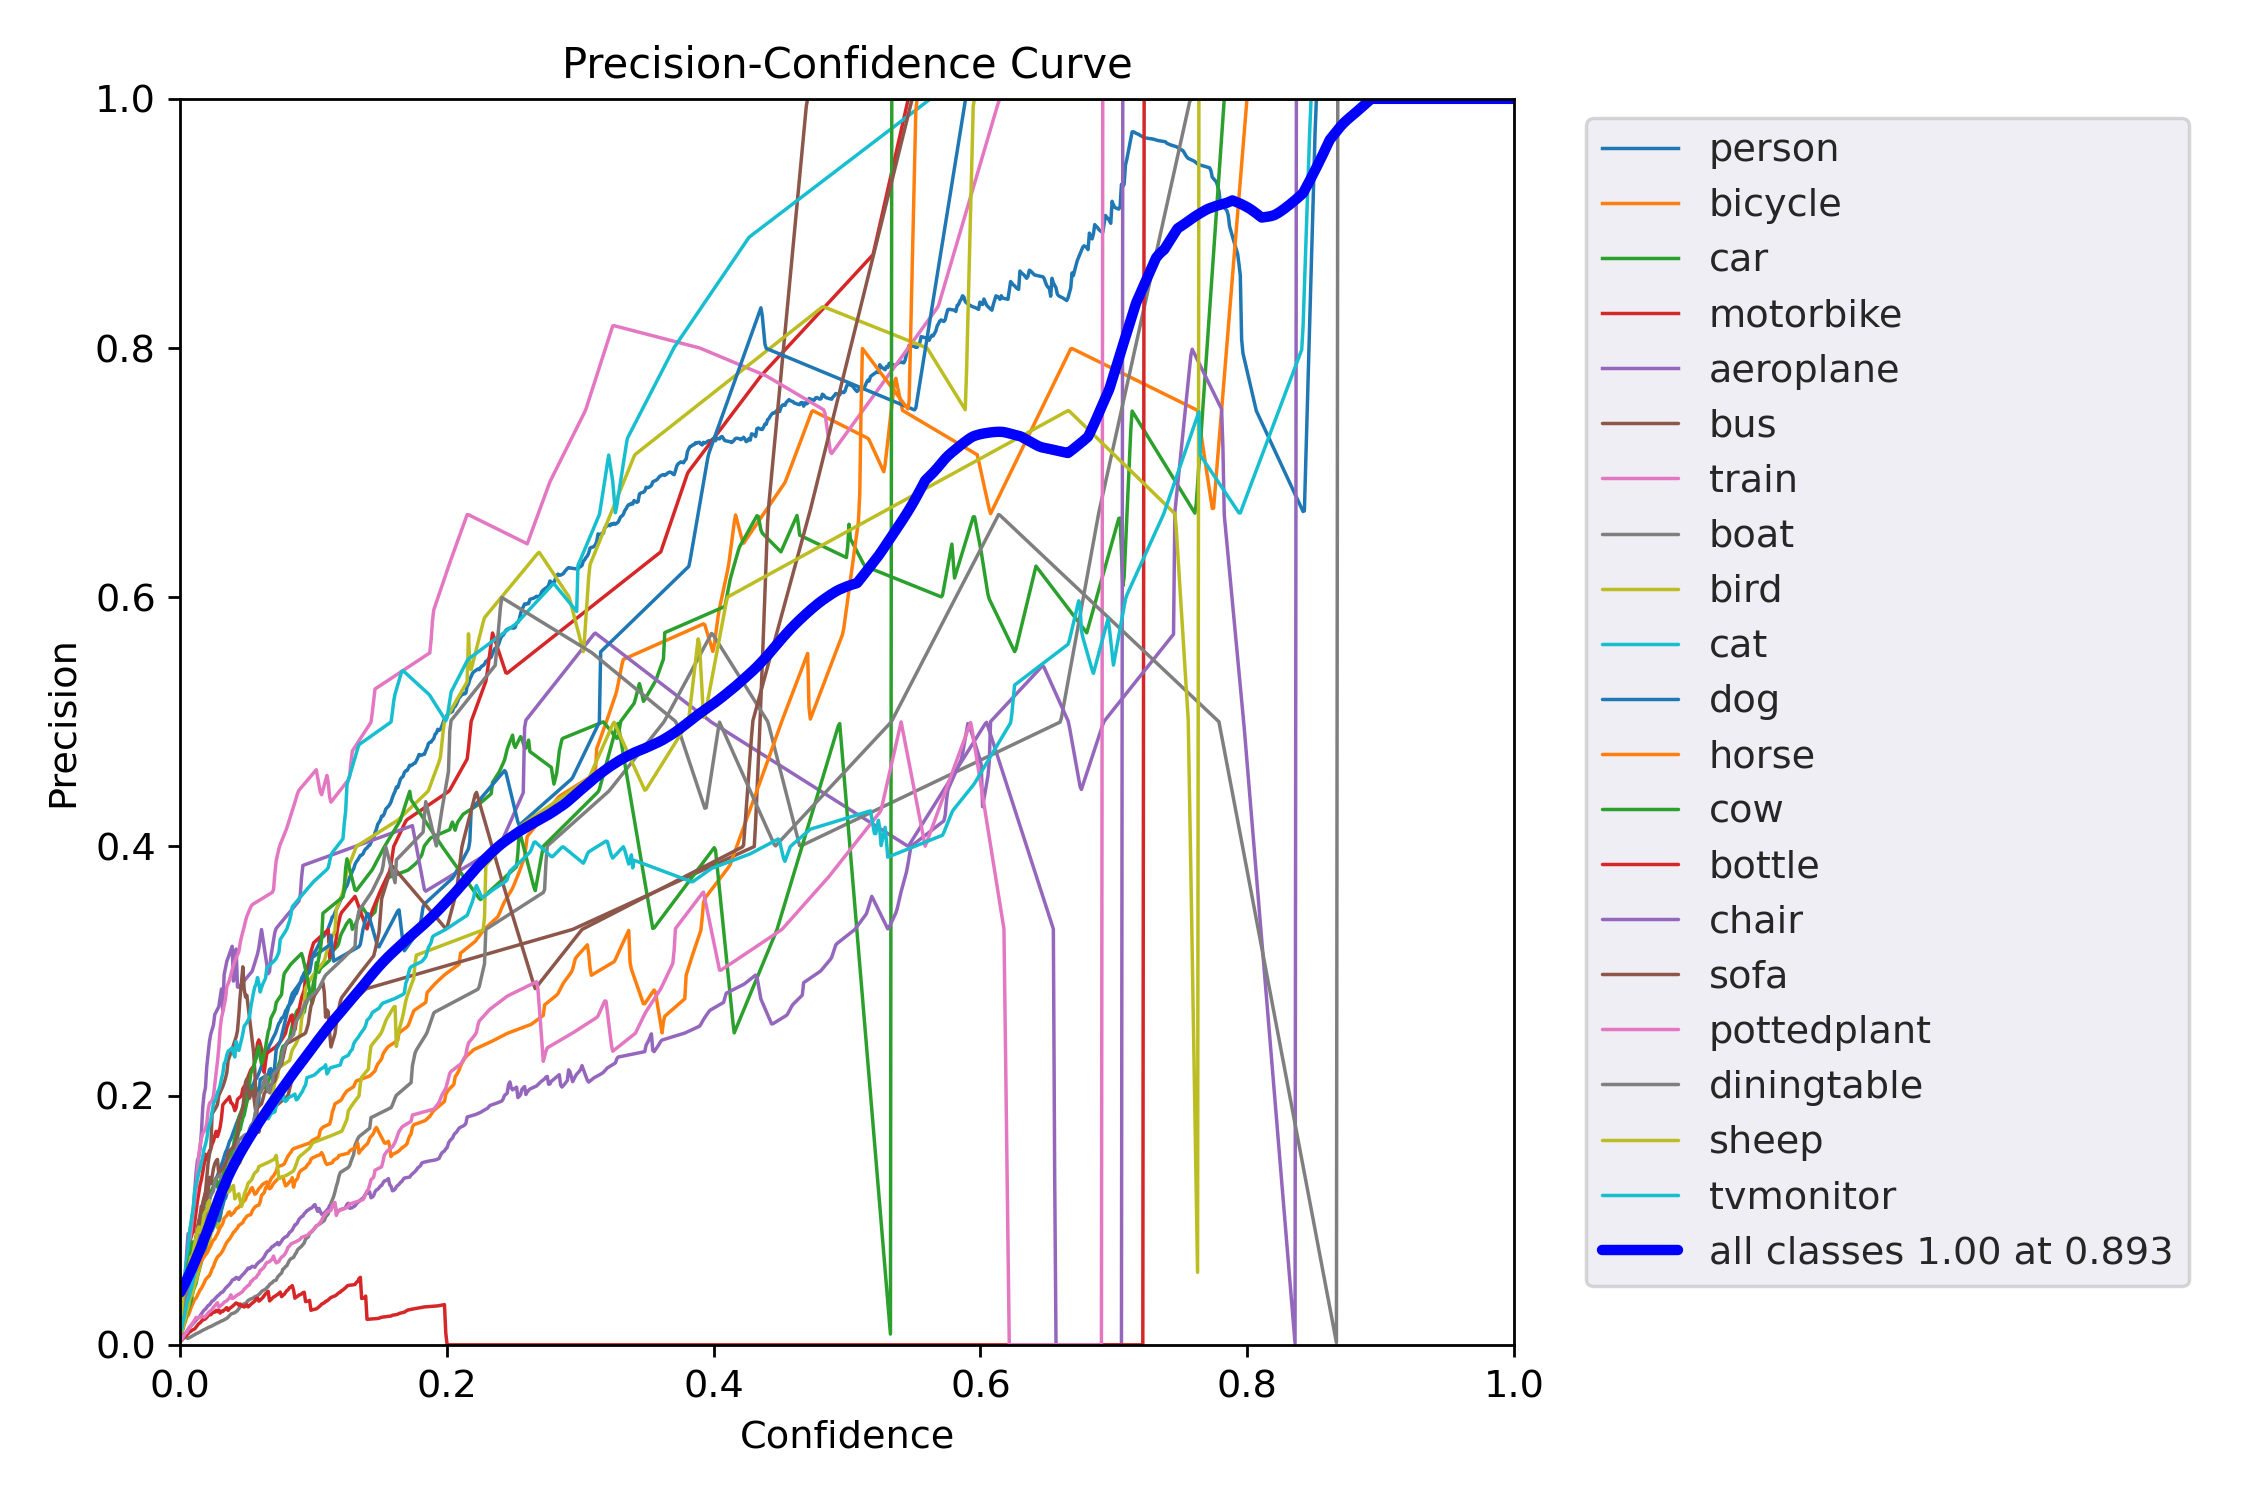 Precision-Confidence Curve
1.0
0.8
0.6
0.4
0.2
0.0
Precision
0.0 0.2 0.4 0.6 0.8 1.0
Confidence
person
bicycle
car
motorbike
aeroplane
bus
train
boat
bird
cat
dog
horse
cow
bottle
chair
sofa
pottedplant
diningtable
sheep
tvmonitor
all classes 1.00 at 0.893